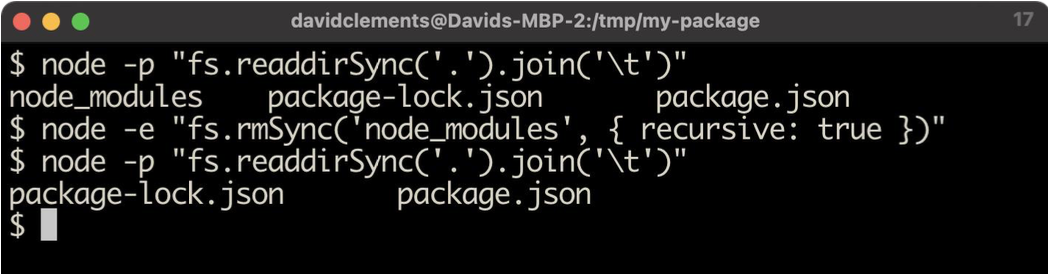 davidclements@Davids-MBP-2:/tmp/my-package 17
$ node -p "fs.readdirSync('.').join('\t')"
node_modules    package-lock.json       package.json
$ node -e "fs.rmSync('node_modules', { recursive: true })"
$ node -p "fs.readdirSync('.').join('\t')"
package-lock.json       package.json
$